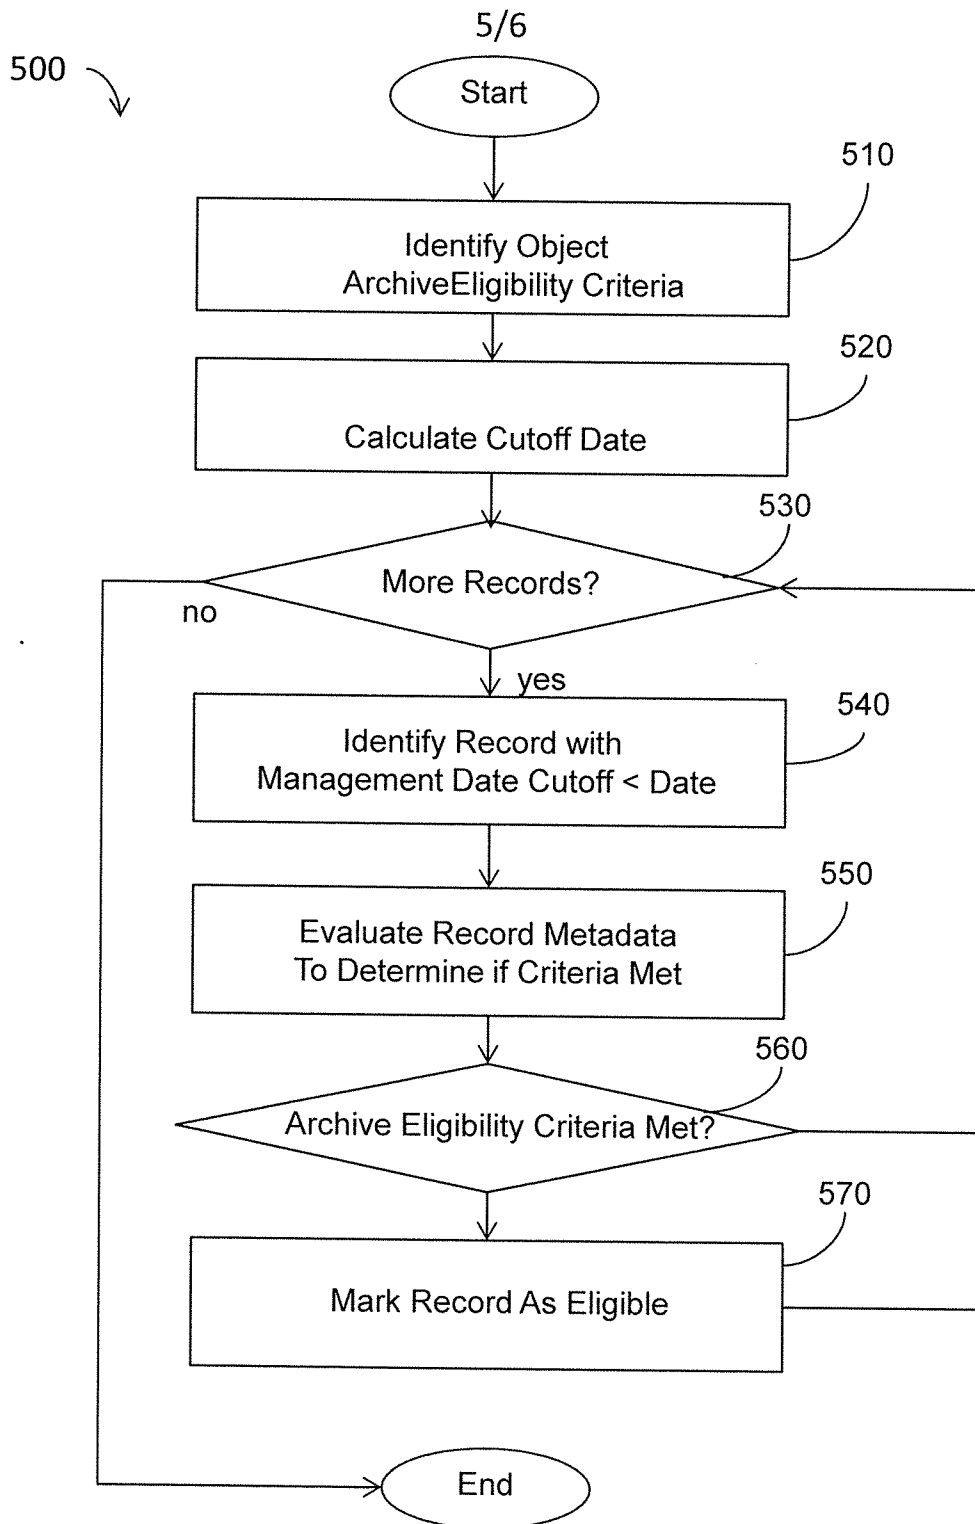 5/6
500
Start
510
Identify Object
ArchiveEligibility Criteria
520
Calculate Cutoff Date
530
More Records?
no
yes
540
Identify Record with
Management Date Cutoff < Date
550
Evaluate Record Metadata
To Determine if Criteria Met
560
Archive Eligibility Criteria Met?
570
Mark Record As Eligible
End